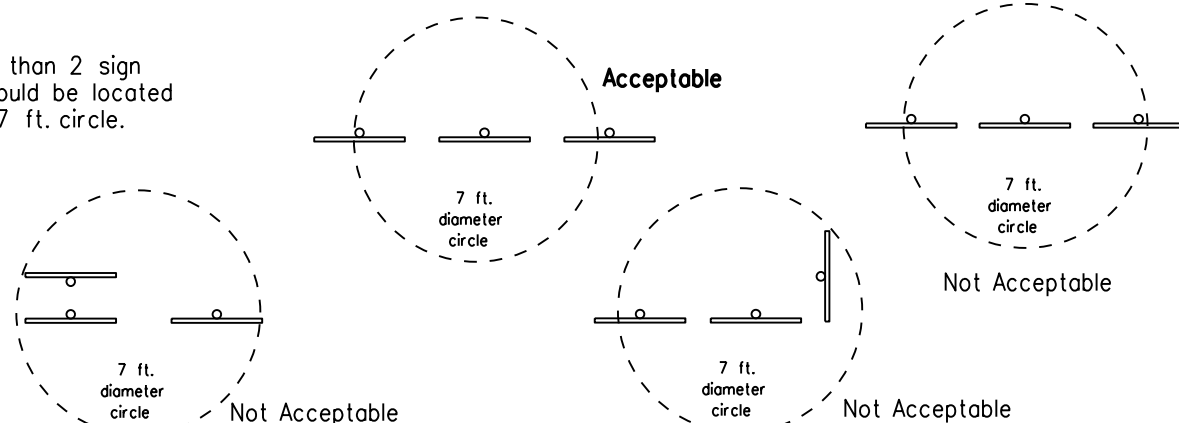 than 2 sign
be located
7 ft. circle.
Acceptable
7 ft.
diameter
circle
7 ft.
diameter
circle
Not Acceptable
7 ft.
diameter
circle
Not Acceptable
7 ft.
diameter
circle
Not Acceptable